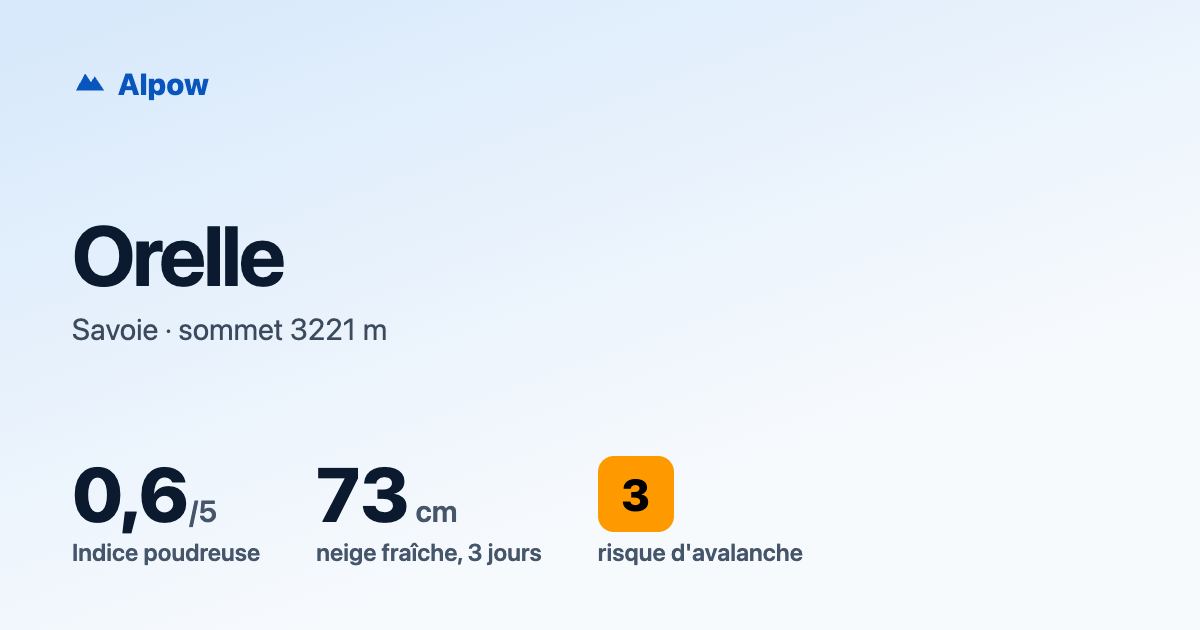 Alpow
Orelle
Savoie · sommet 3221 m
0,6/5
Indice poudreuse
73 cm
neige fraîche, 3 jours
3
risque d'avalanche